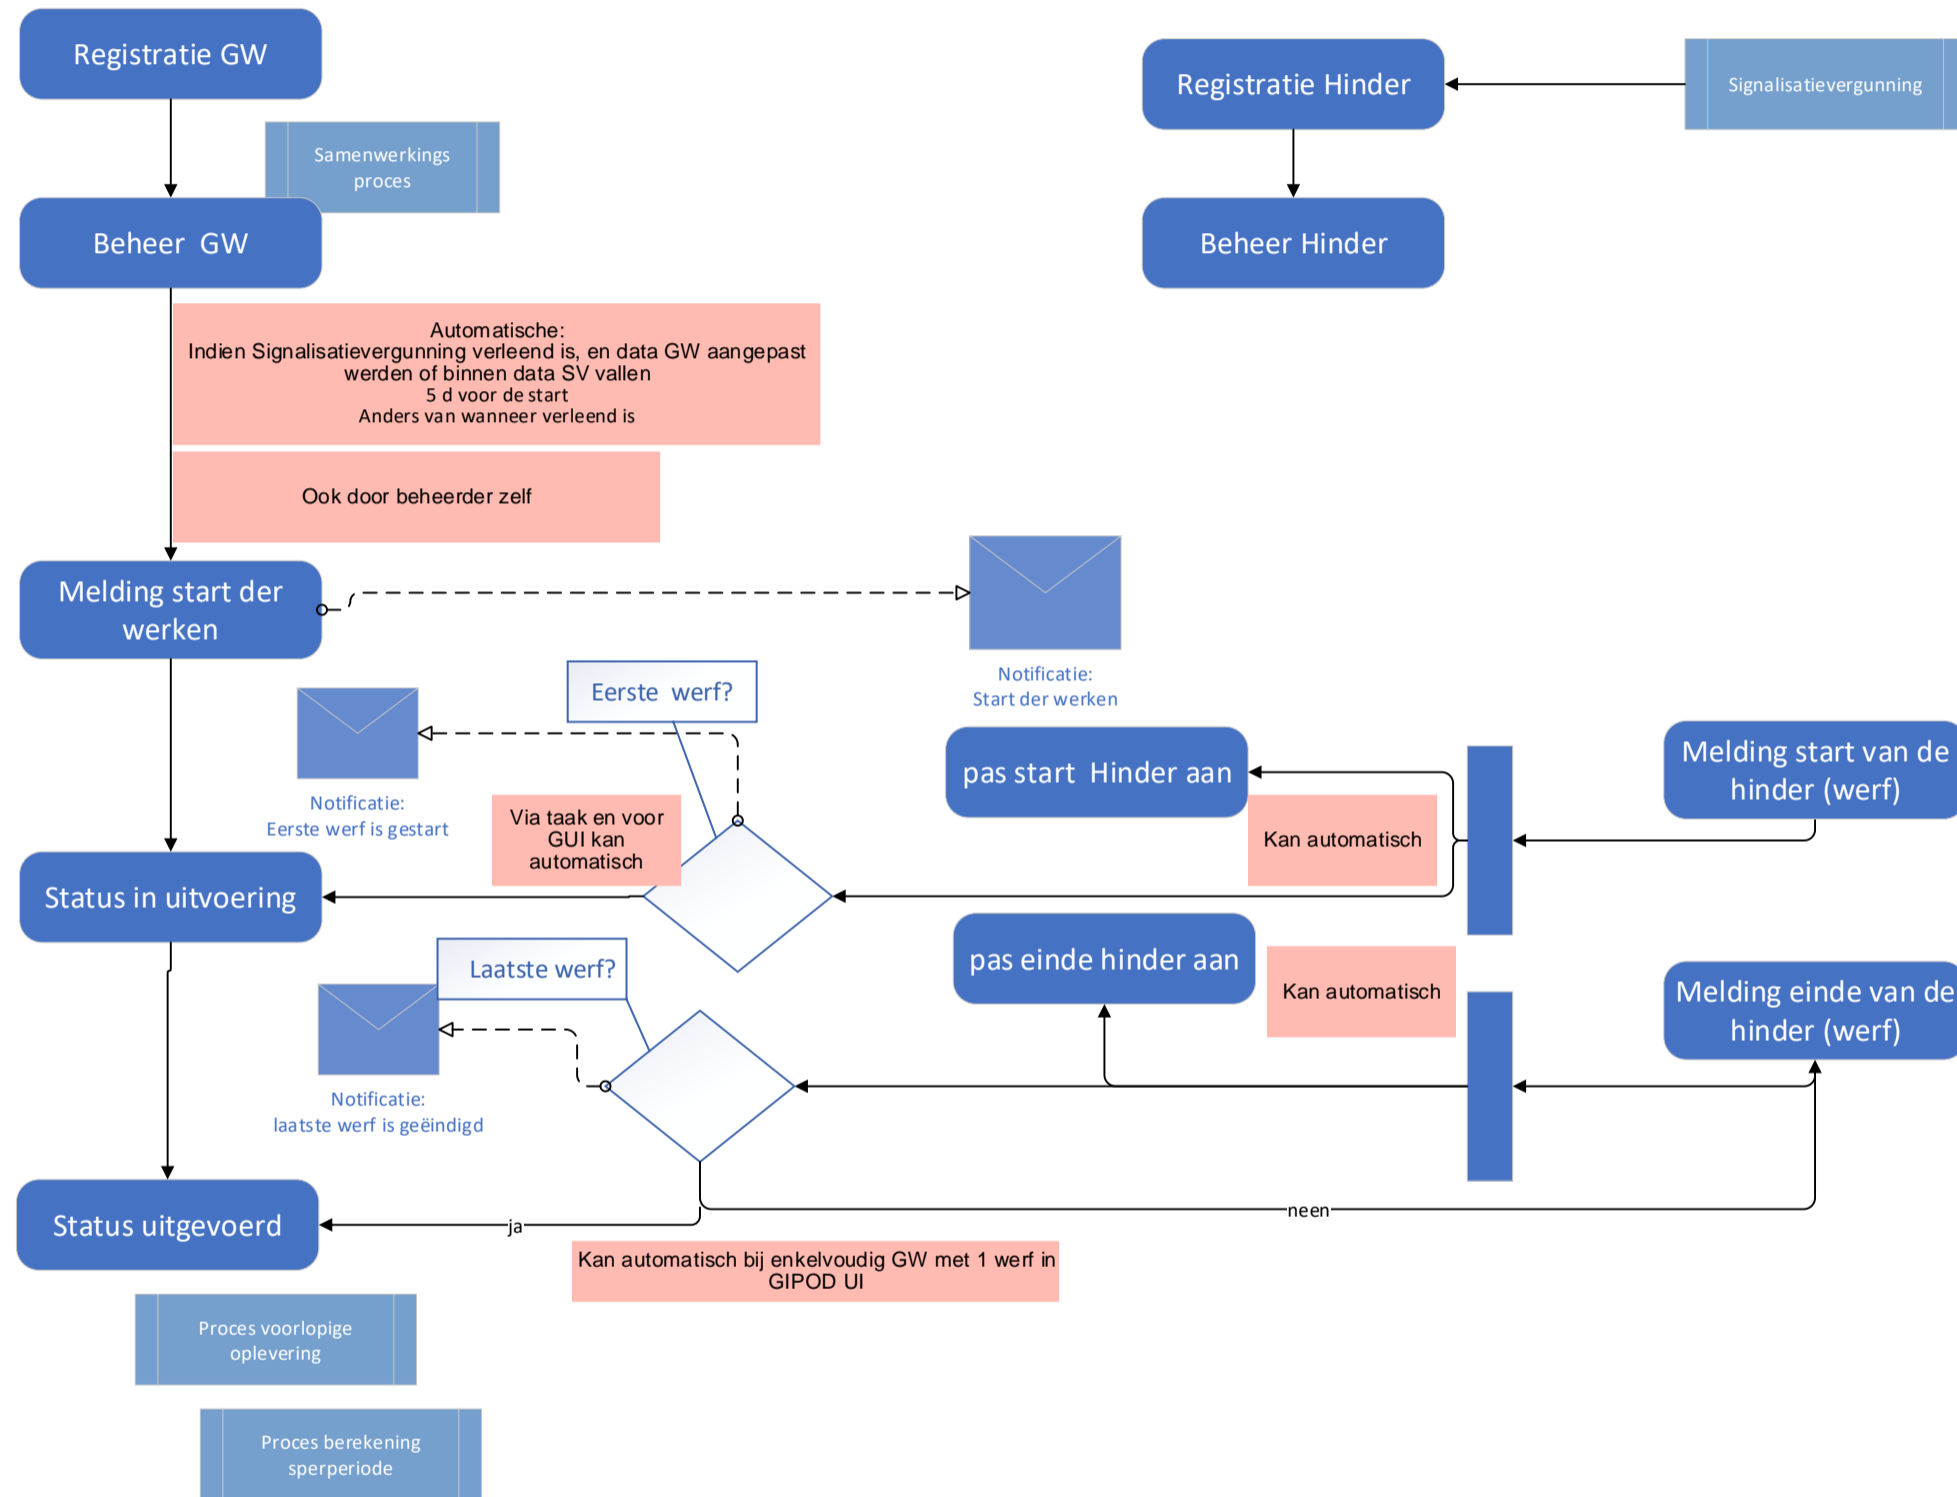 Registratie GW
Registratie Hinder
Signalisatievergunning
Samenwerkings
proces
Beheer  GW
Beheer Hinder
Automatische:
Indien Signalisatievergunning verleend is, en data GW aangepast
werden of binnen data SV vallen
5 d voor de start
Anders van wanneer verleend is
Ook door beheerder zelf
Melding start der
werken
Notificatie:
Start der werken
Eerste  werf?
Notificatie:
Eerste werf is gestart
pas start  Hinder aan
Melding start van de
hinder (werf)
Via taak en voor
GUI kan
automatisch
Kan automatisch
Status in uitvoering
Laatste werf?
pas einde hinder aan
Kan automatisch
Melding einde van de
hinder (werf)
Notificatie:
laatste werf is geëindigd
Status uitgevoerd
ja
neen
Kan automatisch bij enkelvoudig GW met 1 werf in
GIPOD UI
Proces voorlopige
oplevering
Proces berekening
sperperiode